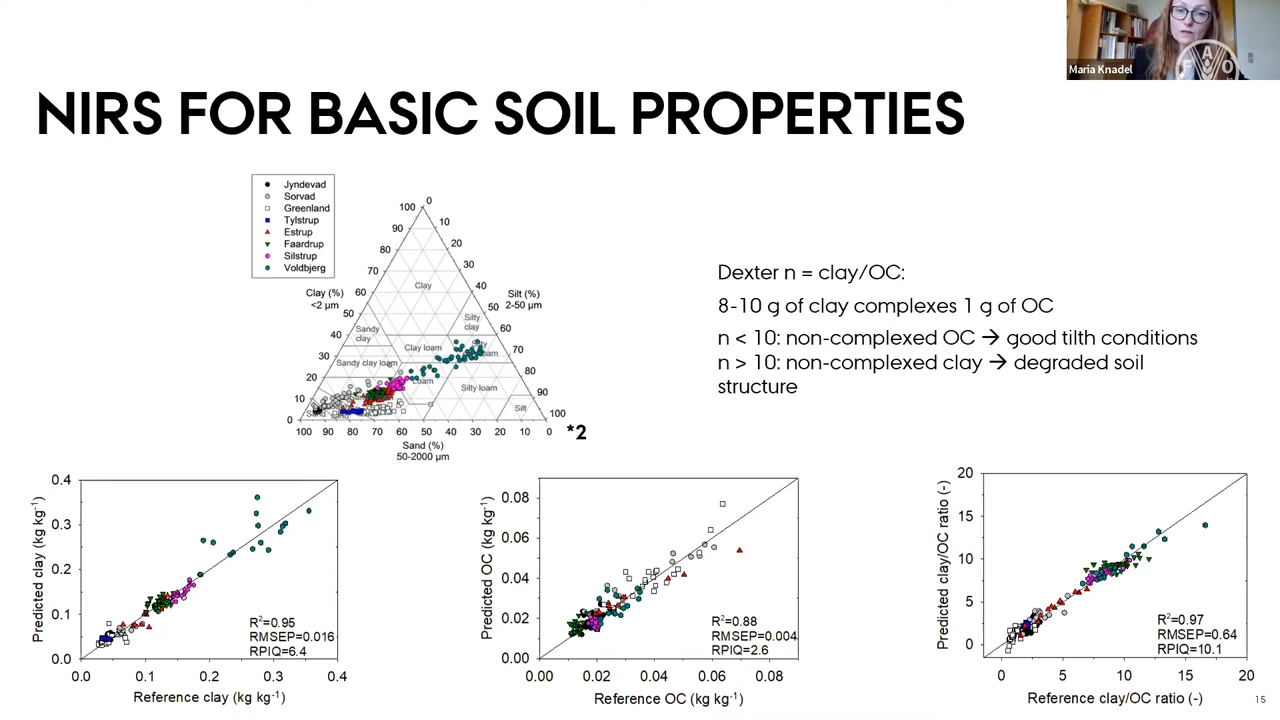 Maria Knadel
FAO
NIRS FOR BASIC SOIL PROPERTIES
Jyndevad
Sorvad
Greenland
Tylstrup
Estrup
Faardrup
Silstrup
Voldbjerg
Clay (%)
<2 µm
Silt (%)
2-50 µm
100
90
80
70
60
50
40
30
20
10
0
0
10
20
30
40
50
60
70
80
90
100
Clay
Sandy
clay
Silty
clay
Clay loam
Sandy clay loam
Loam
Silty loam
Silt
100 90 80 70 60 50 40 30 20 10 0
Sand (%)
50-2000 µm
*2
Dexter n = clay/OC:
8-10 g of clay complexes 1 g of OC
n < 10: non-complexed OC → good tilth conditions
n > 10: non-complexed clay → degraded soil
structure
Predicted clay (kg kg⁻¹)
0.4
0.3
0.2
0.1
0.0
R²=0.95
RMSEP=0.016
RPIQ=6.4
0.0 0.1 0.2 0.3 0.4
Reference clay (kg kg⁻¹)
Predicted OC (kg kg⁻¹)
0.08
0.06
0.04
0.02
0.00
R²=0.88
RMSEP=0.004
RPIQ=2.6
0.00 0.02 0.04 0.06 0.08
Reference OC (kg kg⁻¹)
Predicted clay/OC ratio (-)
20
15
10
5
0
R²=0.97
RMSEP=0.64
RPIQ=10.1
0 5 10 15 20
Reference clay/OC ratio (-)
15